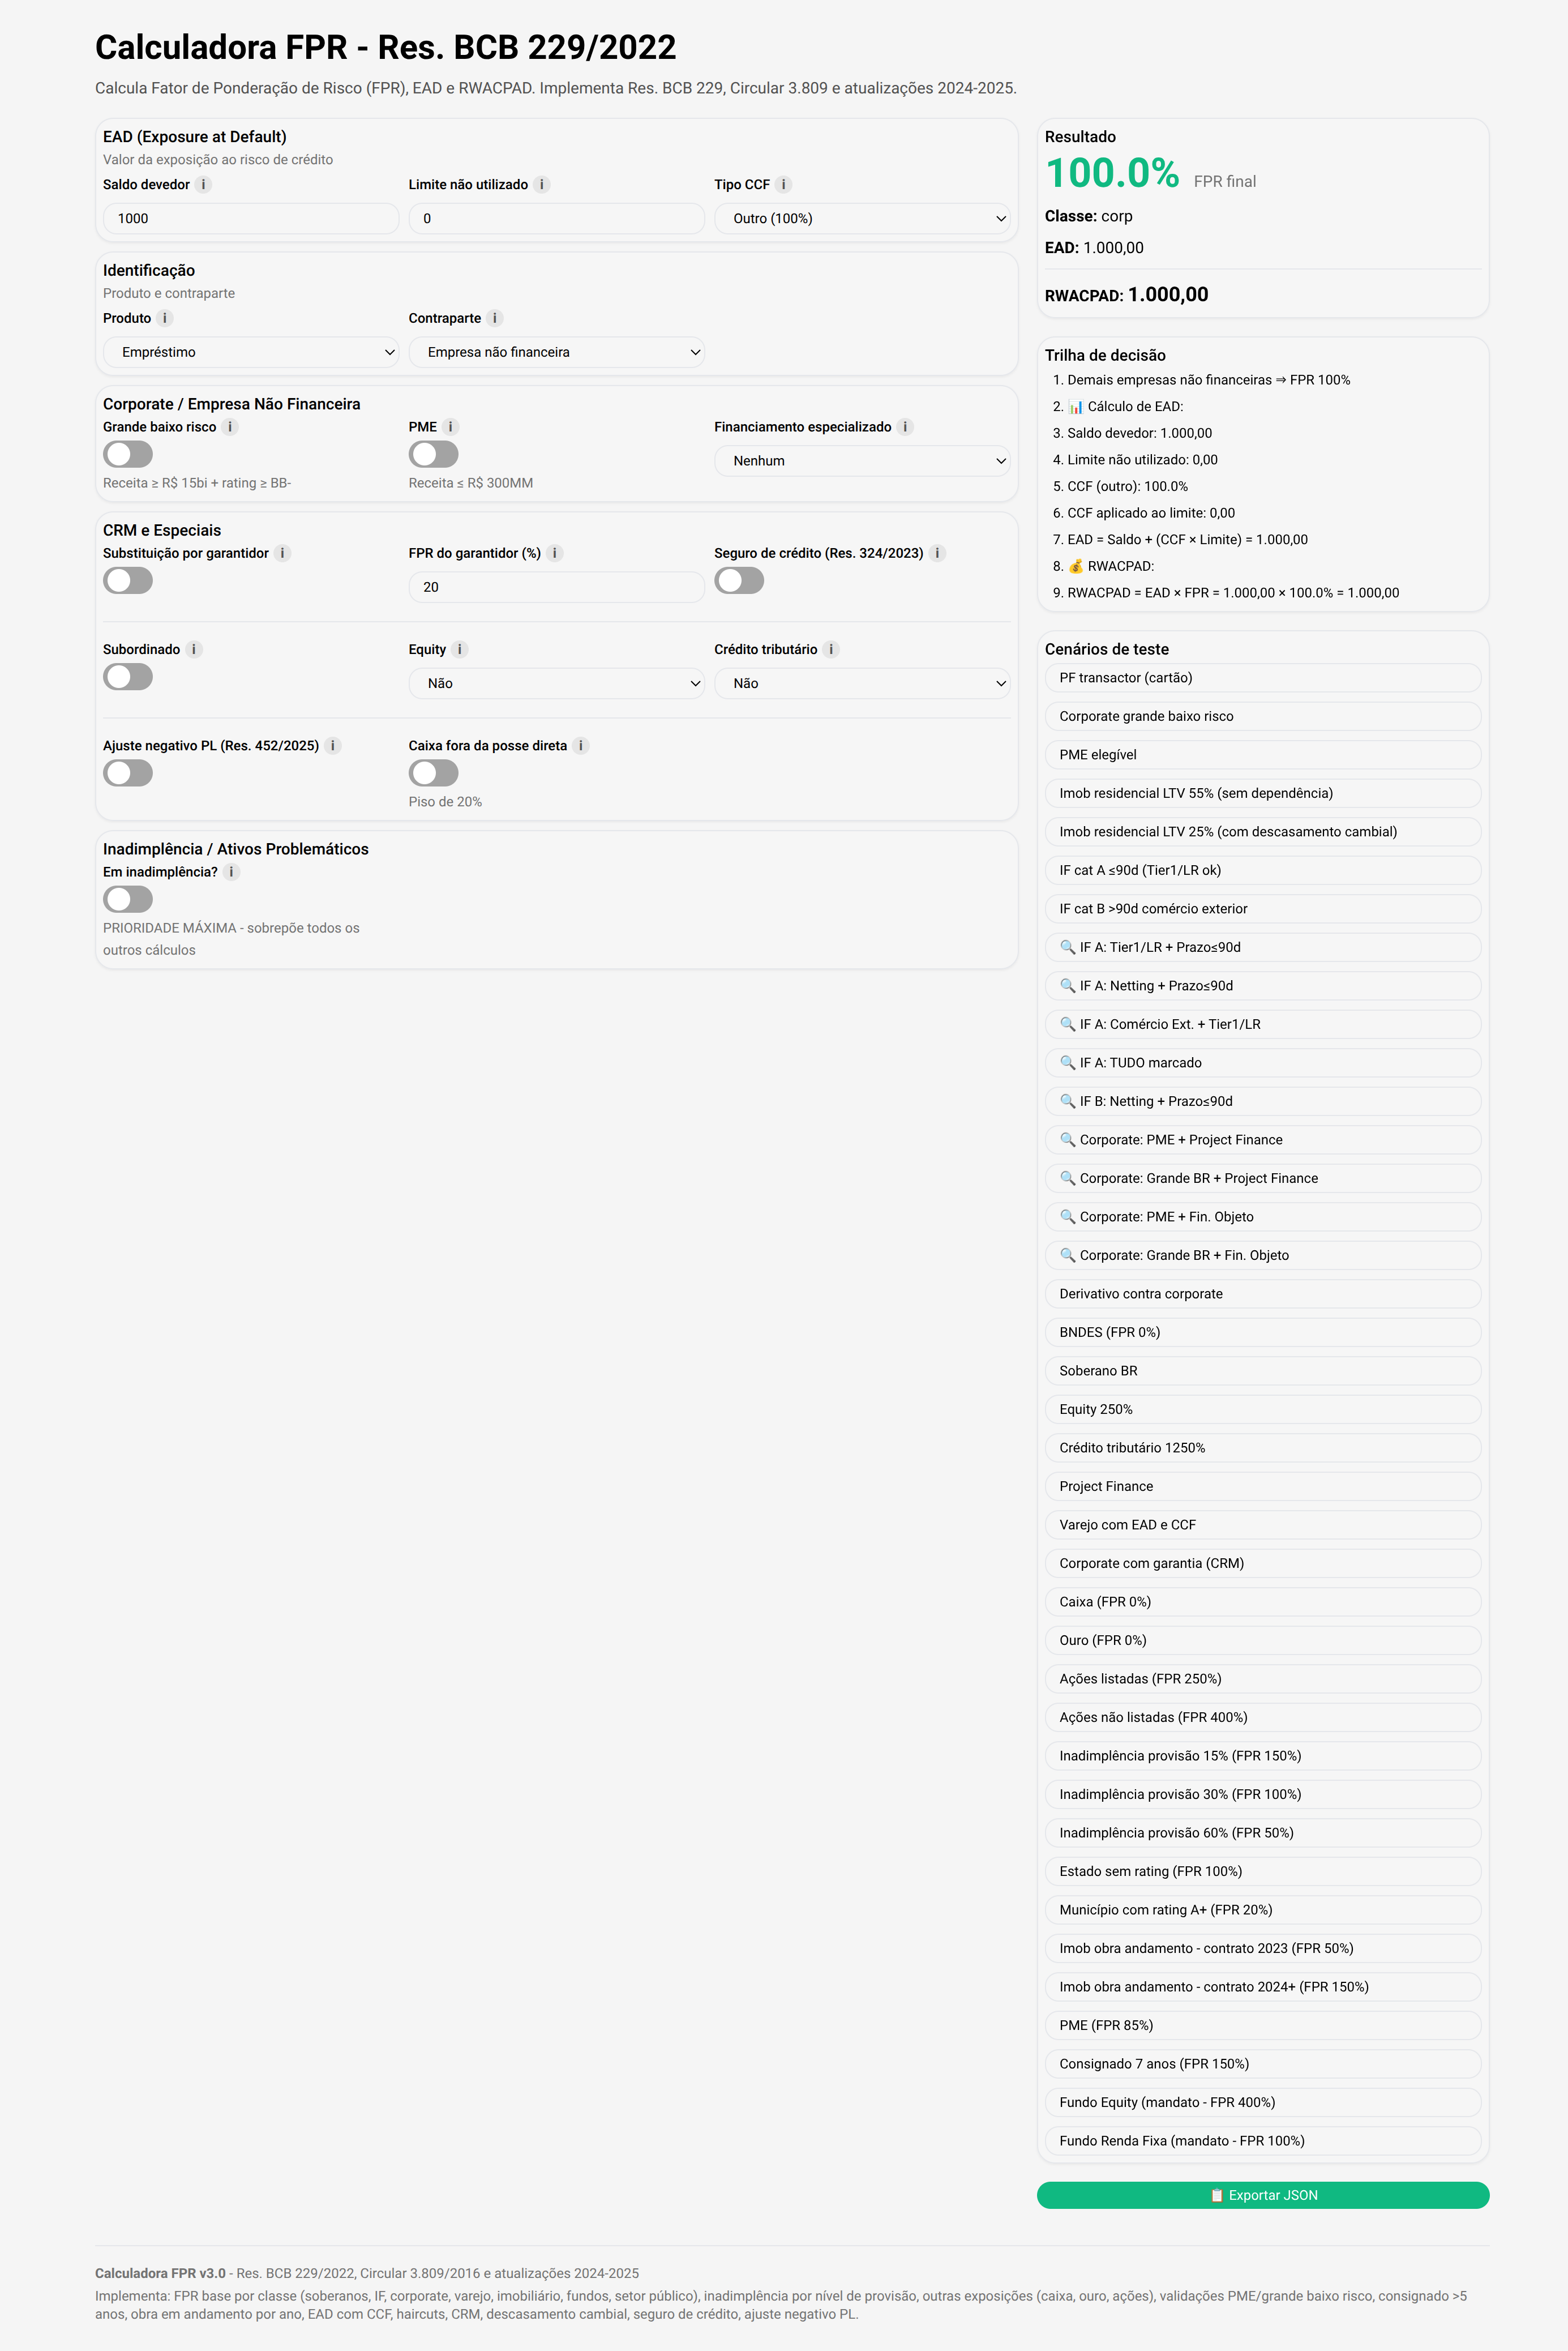 Calculadora FPR - Res. BCB 229/2022
Calcula Fator de Ponderação de Risco (FPR), EAD e RWACPAD. Implementa Res. BCB 229, Circular 3.809 e atualizações 2024-2025.
EAD (Exposure at Default)
Valor da exposição ao risco de crédito
Saldo devedor i
Limite não utilizado i
Tipo CCF i
1000
0
Outro (100%)
Identificação
Produto e contraparte
Produto i
Contraparte i
Empréstimo
Empresa não financeira
Corporate / Empresa Não Financeira
Grande baixo risco i
PME i
Financiamento especializado i
Nenhum
Receita ≥ R$ 15bi + rating ≥ BB-
Receita ≤ R$ 300MM
CRM e Especiais
Substituição por garantidor i
FPR do garantidor (%) i
Seguro de crédito (Res. 324/2023) i
20
Subordinado i
Equity i
Crédito tributário i
Não
Não
Ajuste negativo PL (Res. 452/2025) i
Caixa fora da posse direta i
Piso de 20%
Inadimplência / Ativos Problemáticos
Em inadimplência? i
PRIORIDADE MÁXIMA - sobrepõe todos os
outros cálculos
Resultado
100.0% FPR final
Classe: corp
EAD: 1.000,00
RWACPAD: 1.000,00
Trilha de decisão
1. Demais empresas não financeiras ⇒ FPR 100%
2. 📊 Cálculo de EAD:
3. Saldo devedor: 1.000,00
4. Limite não utilizado: 0,00
5. CCF (outro): 100.0%
6. CCF aplicado ao limite: 0,00
7. EAD = Saldo + (CCF × Limite) = 1.000,00
8. 💰 RWACPAD:
9. RWACPAD = EAD × FPR = 1.000,00 × 100.0% = 1.000,00
Cenários de teste
PF transactor (cartão)
Corporate grande baixo risco
PME elegível
Imob residencial LTV 55% (sem dependência)
Imob residencial LTV 25% (com descasamento cambial)
IF cat A ≤90d (Tier1/LR ok)
IF cat B >90d comércio exterior
🔍 IF A: Tier1/LR + Prazo≤90d
🔍 IF A: Netting + Prazo≤90d
🔍 IF A: Comércio Ext. + Tier1/LR
🔍 IF A: TUDO marcado
🔍 IF B: Netting + Prazo≤90d
🔍 Corporate: PME + Project Finance
🔍 Corporate: Grande BR + Project Finance
🔍 Corporate: PME + Fin. Objeto
🔍 Corporate: Grande BR + Fin. Objeto
Derivativo contra corporate
BNDES (FPR 0%)
Soberano BR
Equity 250%
Crédito tributário 1250%
Project Finance
Varejo com EAD e CCF
Corporate com garantia (CRM)
Caixa (FPR 0%)
Ouro (FPR 0%)
Ações listadas (FPR 250%)
Ações não listadas (FPR 400%)
Inadimplência provisão 15% (FPR 150%)
Inadimplência provisão 30% (FPR 100%)
Inadimplência provisão 60% (FPR 50%)
Estado sem rating (FPR 100%)
Município com rating A+ (FPR 20%)
Imob obra andamento - contrato 2023 (FPR 50%)
Imob obra andamento - contrato 2024+ (FPR 150%)
PME (FPR 85%)
Consignado 7 anos (FPR 150%)
Fundo Equity (mandato - FPR 400%)
Fundo Renda Fixa (mandato - FPR 100%)
📋 Exportar JSON
Calculadora FPR v3.0 - Res. BCB 229/2022, Circular 3.809/2016 e atualizações 2024-2025
Implementa: FPR base por classe (soberanos, IF, corporate, varejo, imobiliário, fundos, setor público), inadimplência por nível de provisão, outras exposições (caixa, ouro, ações), validações PME/grande baixo risco, consignado >5
anos, obra em andamento por ano, EAD com CCF, haircuts, CRM, descasamento cambial, seguro de crédito, ajuste negativo PL.